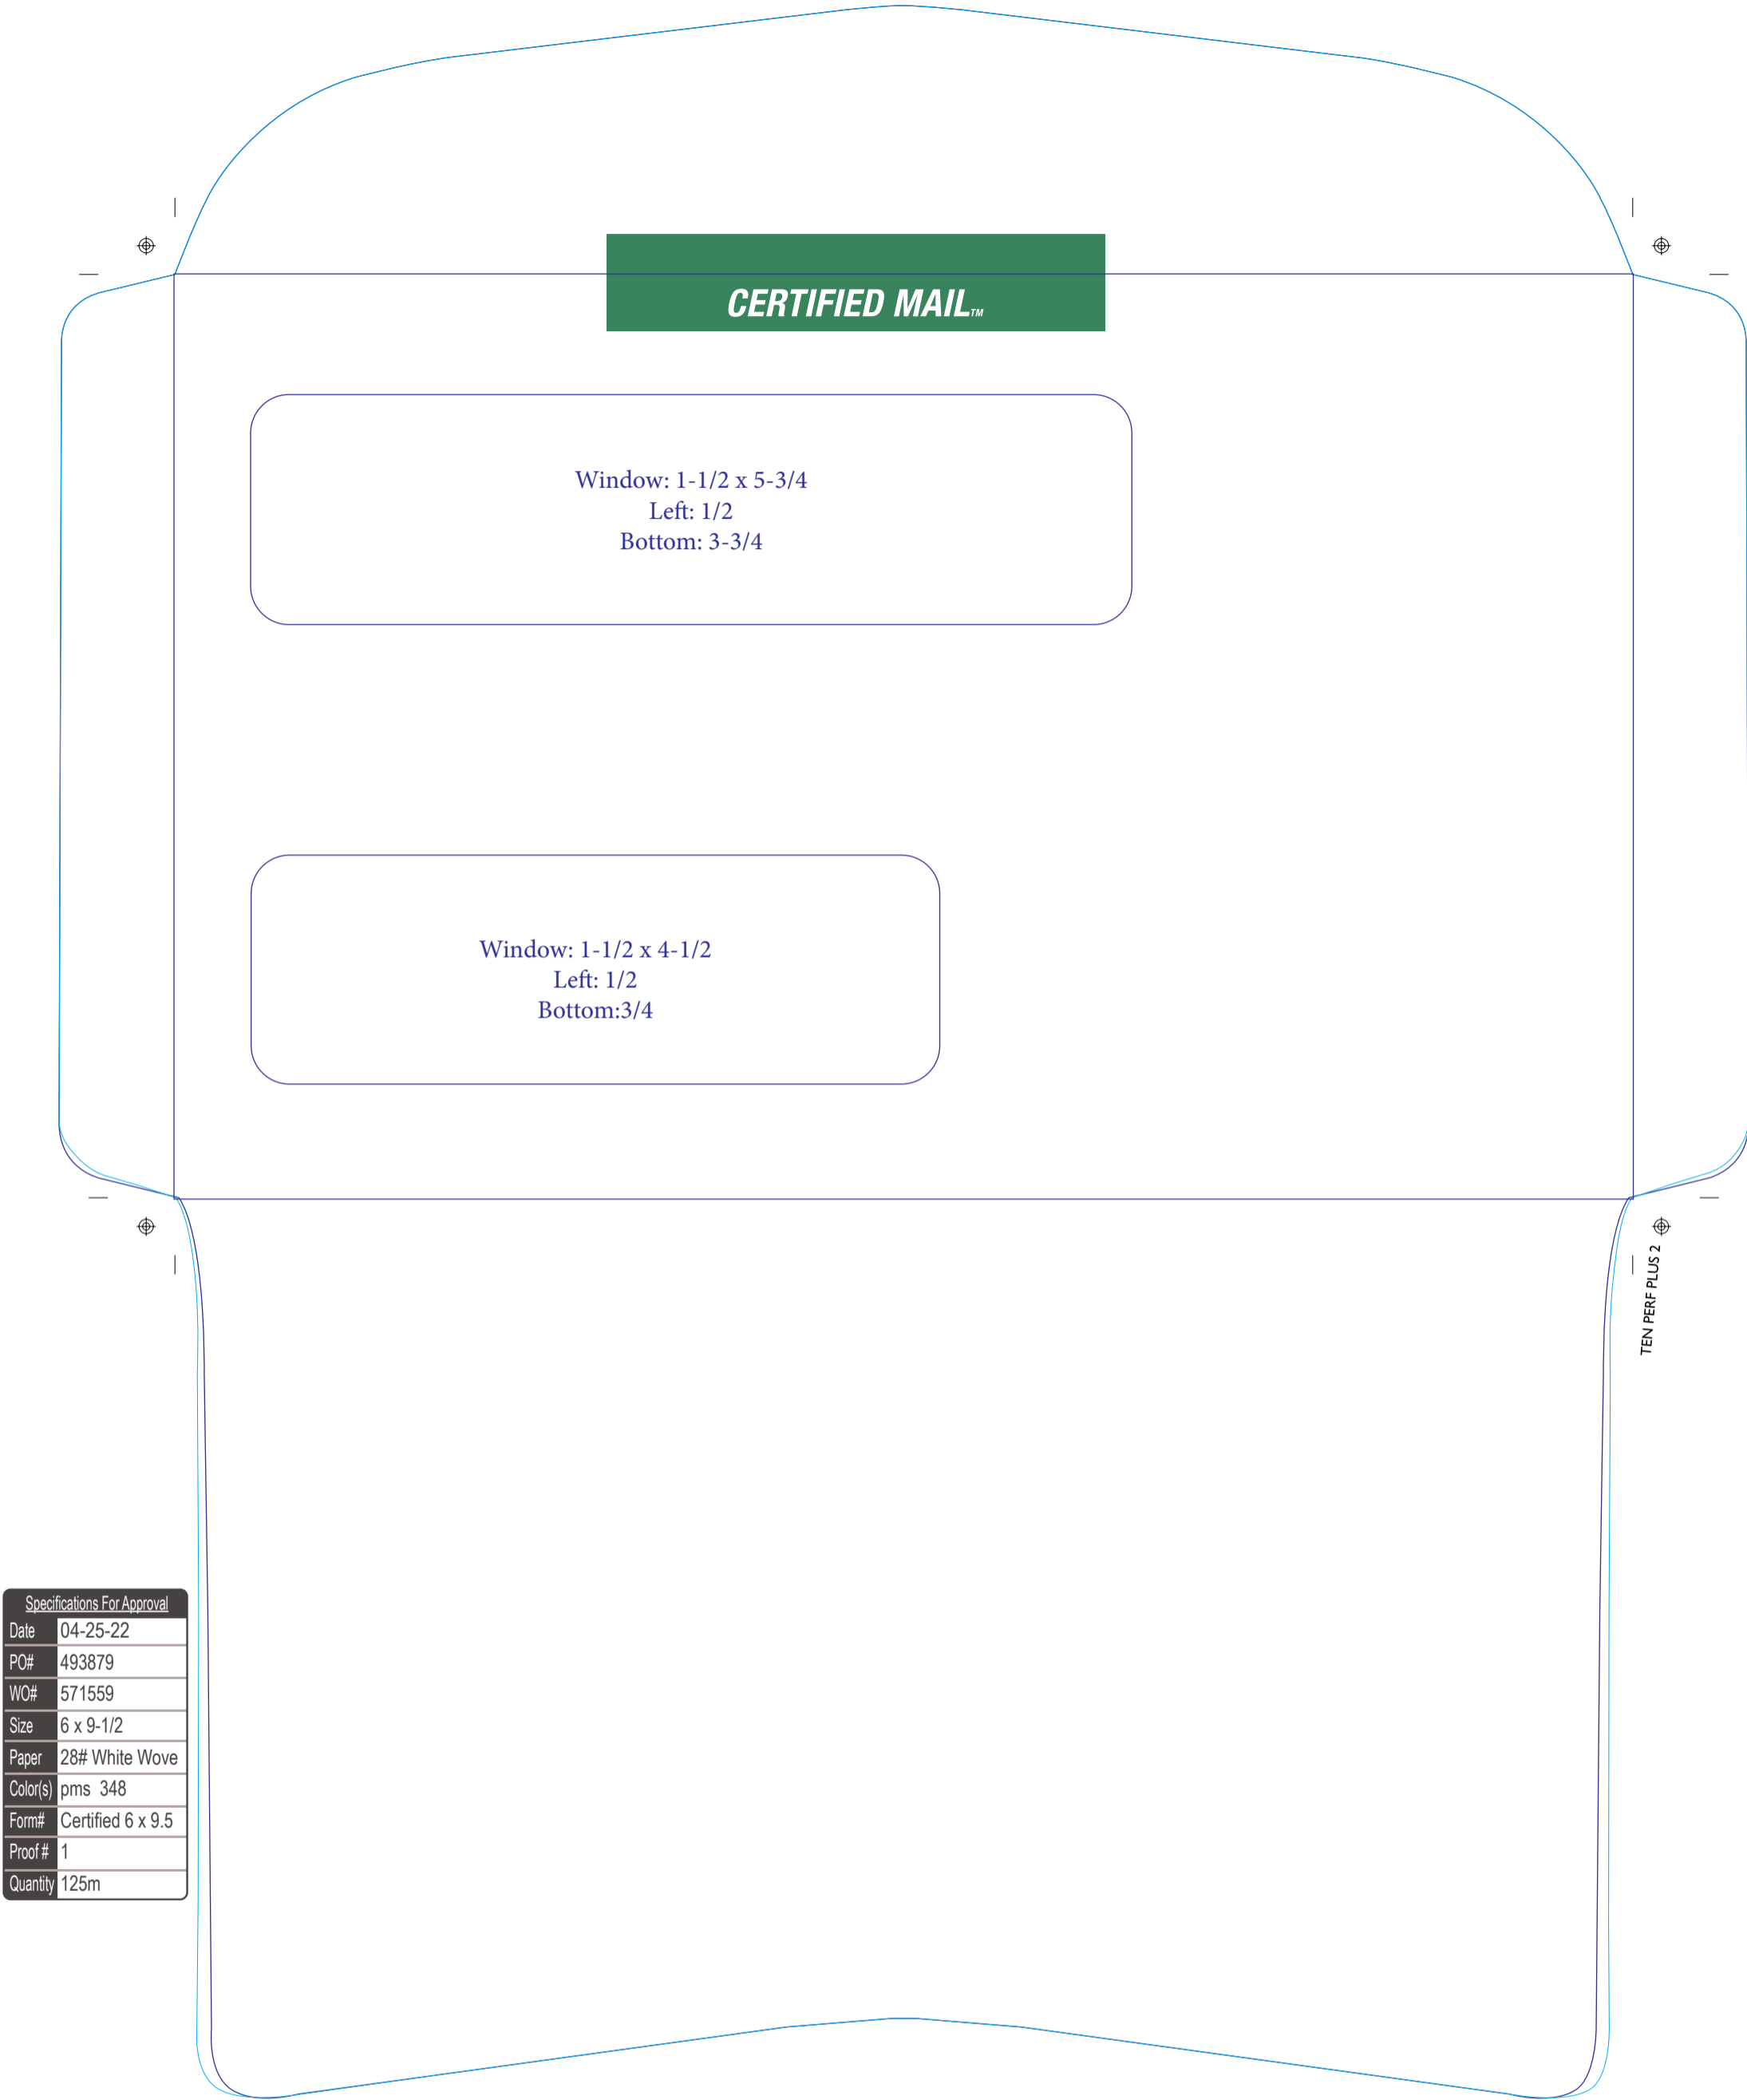 CERTIFIED MAIL™
Window: 1-1/2 x 5-3/4
Left: 1/2
Bottom: 3-3/4
Window: 1-1/2 x 4-1/2
Left: 1/2
Bottom:3/4
TEN PERF PLUS 2
Specifications For Approval
Date 04-25-22
PO# 493879
WO# 571559
Size 6 x 9-1/2
Paper 28# White Wove
Color(s) pms 348
Form# Certified 6 x 9.5
Proof # 1
Quantity 125m